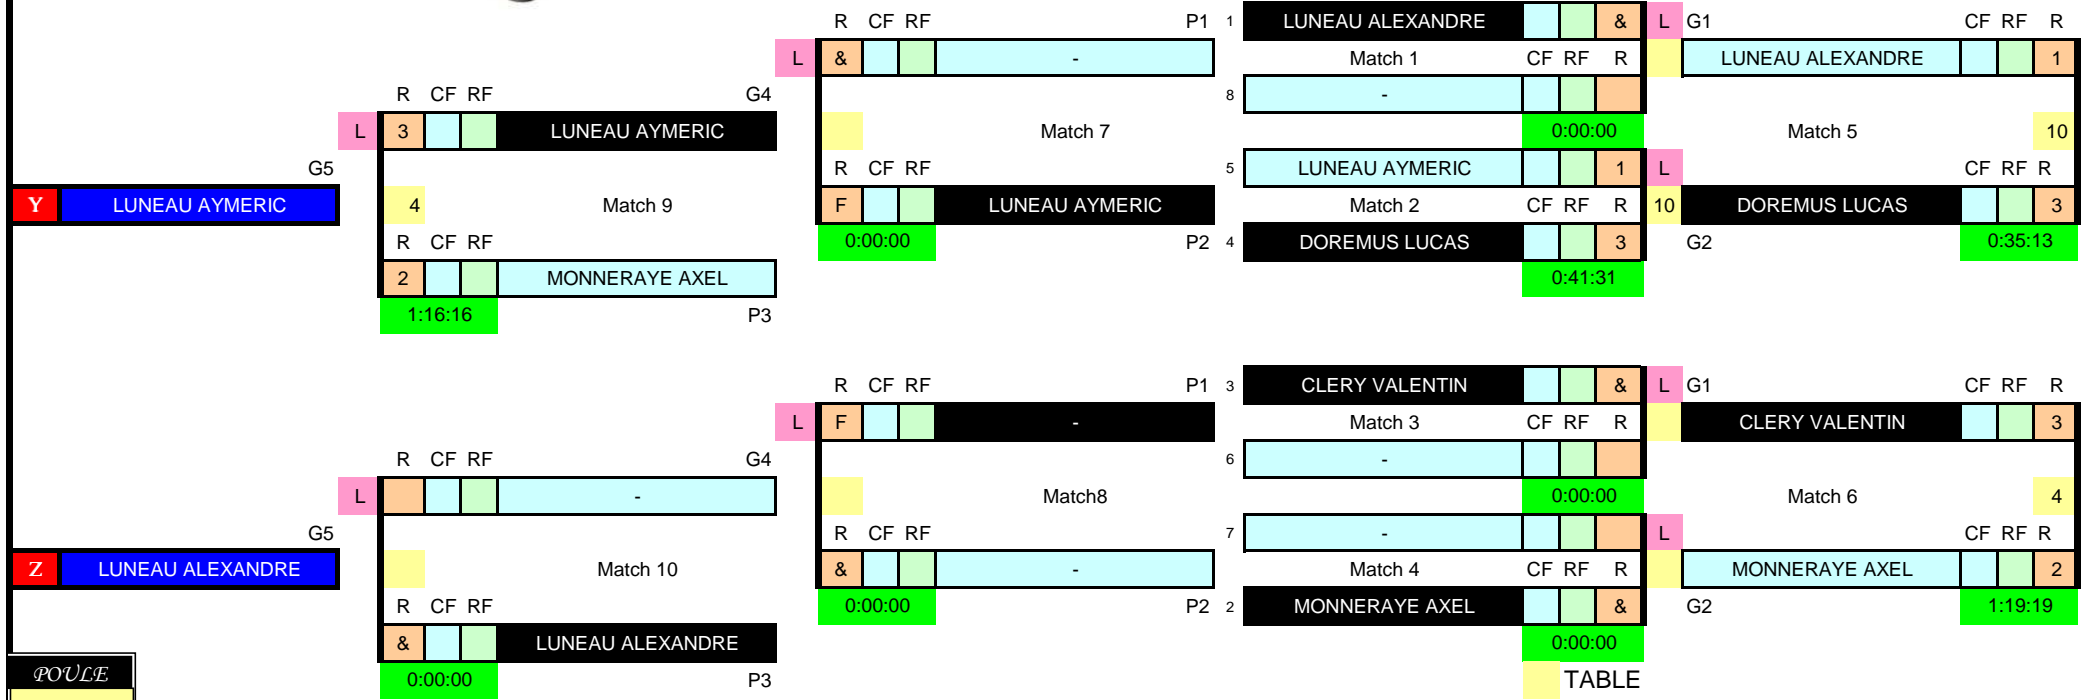 R CF RF P1 1 LUNEAU ALEXANDRE & L G1 CF RF R
L & - Match 1 CF RF R LUNEAU ALEXANDRE 1
R CF RF G4 8 -
L 3 LUNEAU AYMERIC Match 7 0:00:00 Match 5 10
G5 R CF RF 5 LUNEAU AYMERIC 1 L CF RF R
Y LUNEAU AYMERIC 4 Match 9 F LUNEAU AYMERIC Match 2 CF RF R 10 DOREMUS LUCAS 3
R CF RF 0:00:00 P2 4 DOREMUS LUCAS 3 G2 0:35:13
2 MONNERAYE AXEL 0:41:31
1:16:16 P3
R CF RF P1 3 CLERY VALENTIN & L G1 CF RF R
L F - Match 3 CF RF R CLERY VALENTIN 3
R CF RF G4 6 -
L - Match8 0:00:00 Match 6 4
G5 R CF RF 7 - L CF RF R
Z LUNEAU ALEXANDRE Match 10 & - Match 4 CF RF R MONNERAYE AXEL 2
R CF RF 0:00:00 P2 2 MONNERAYE AXEL & G2 1:19:19
& LUNEAU ALEXANDRE 0:00:00
POULE 0:00:00 P3 TABLE